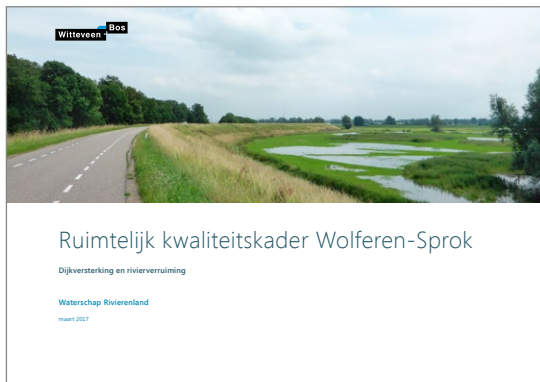 Witteveen + Bos
Ruimtelijk kwaliteitskader Wolferen-Sprok
Dijkversterking en rivierverruiming
Waterschap Rivierenland
maart 2017